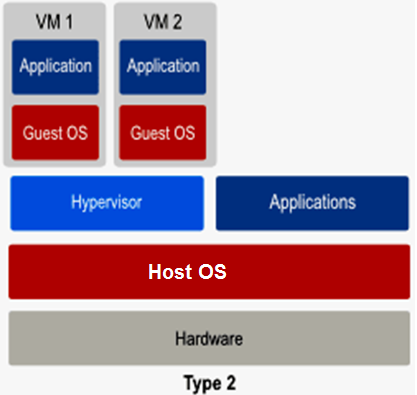 VM 1 VM 2
Application Application
Guest OS Guest OS
Hypervisor Applications
Host OS
Hardware
Type 2